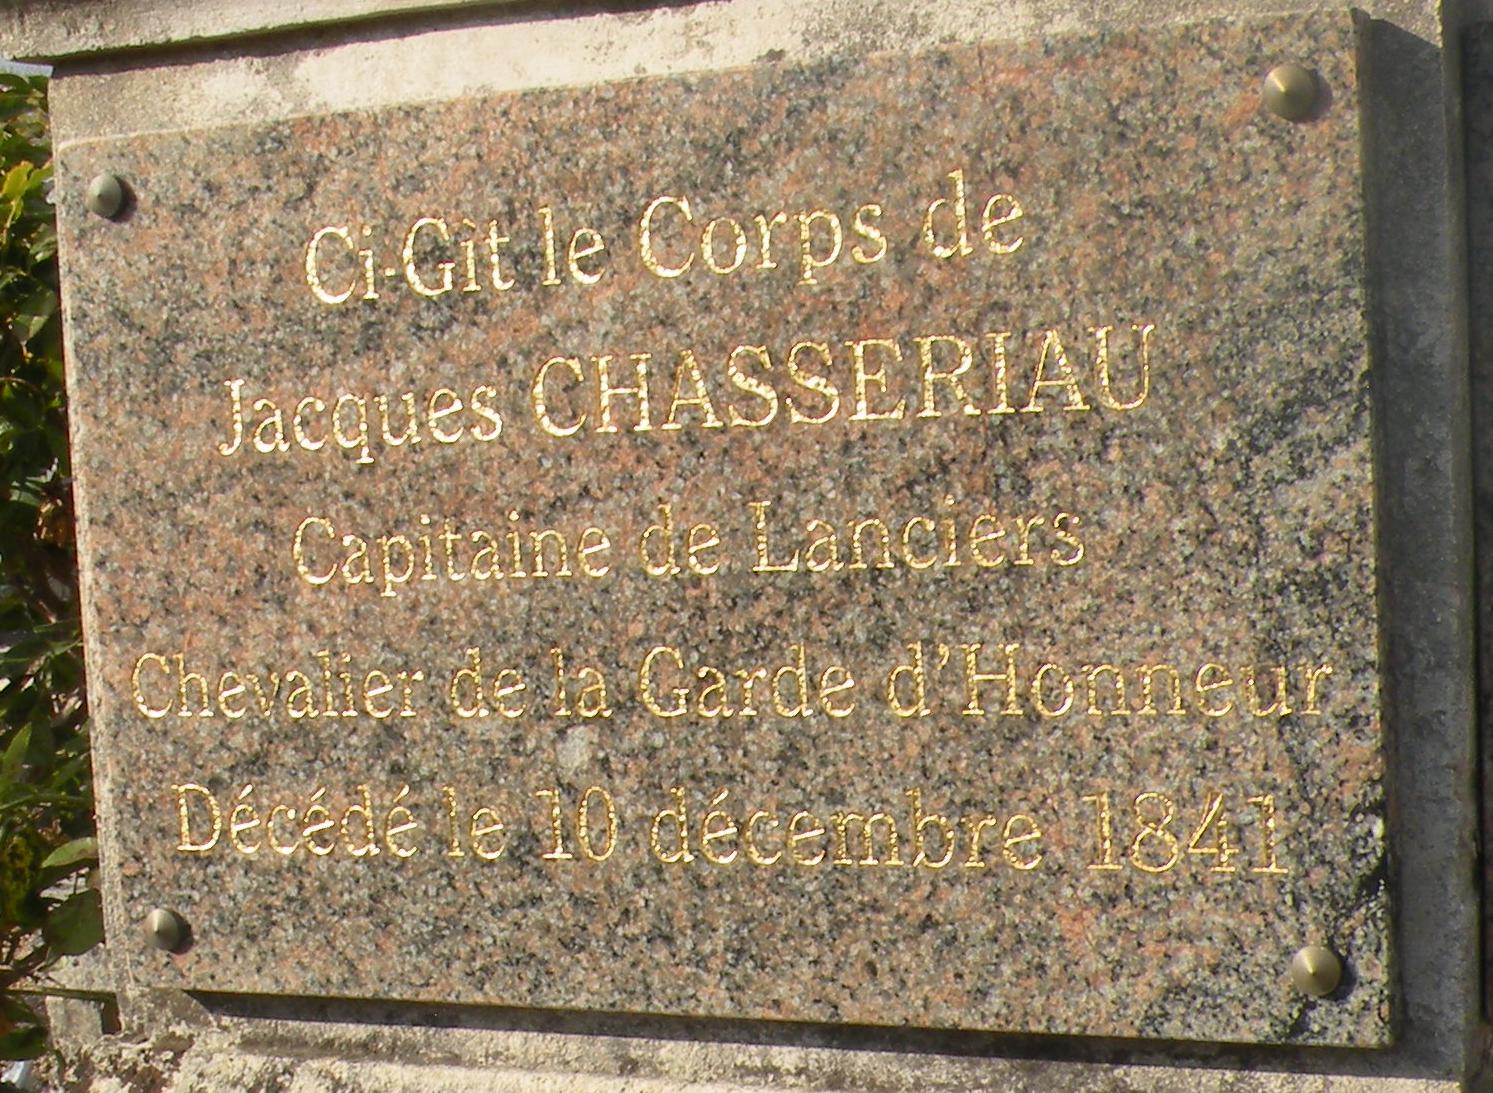 Ci-Gît le Corps de
Jacques CHASSERIAU
Capitaine de Lanciers
Chevalier de la Garde d'Honneur
Décédé le 10 décembre 1841